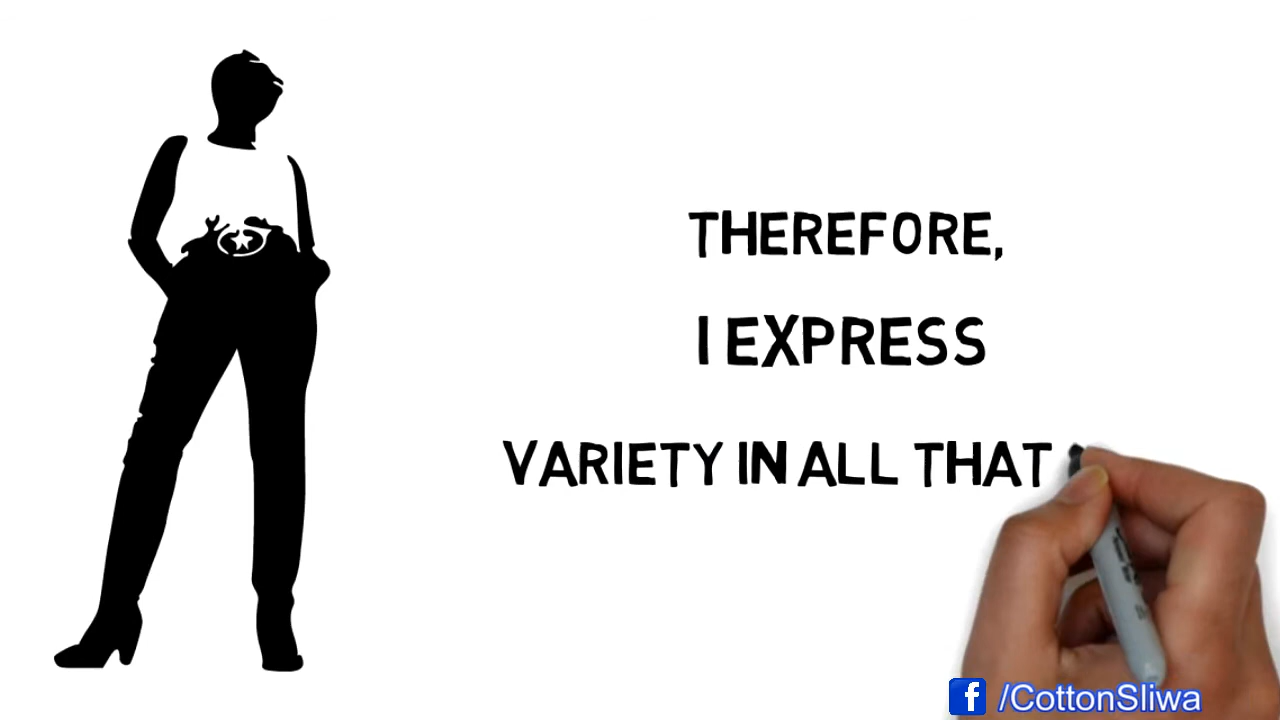 THEREFORE,
I EXPRESS
VARIETY IN ALL THAT
/CottonSliwa